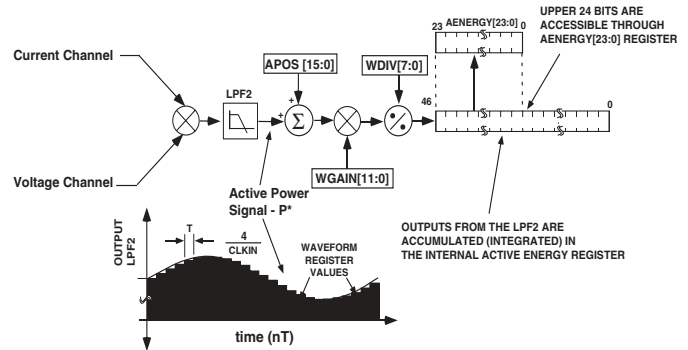 UPPER 24 BITS ARE
ACCESSIBLE THROUGH
AENERGY[23:0] REGISTER
23 AENERGY[23:0] 0
Current Channel
APOS [15:0]
WDIV[7:0]
LPF2
46
0
+
+
Σ
Voltage Channel
WGAIN[11:0]
Active Power
Signal - P*
OUTPUTS FROM THE LPF2 ARE
ACCUMULATED (INTEGRATED) IN
THE INTERNAL ACTIVE ENERGY REGISTER
OUTPUT
LPF2
T
4
CLKIN
WAVEFORM
REGISTER
VALUES
time (nT)